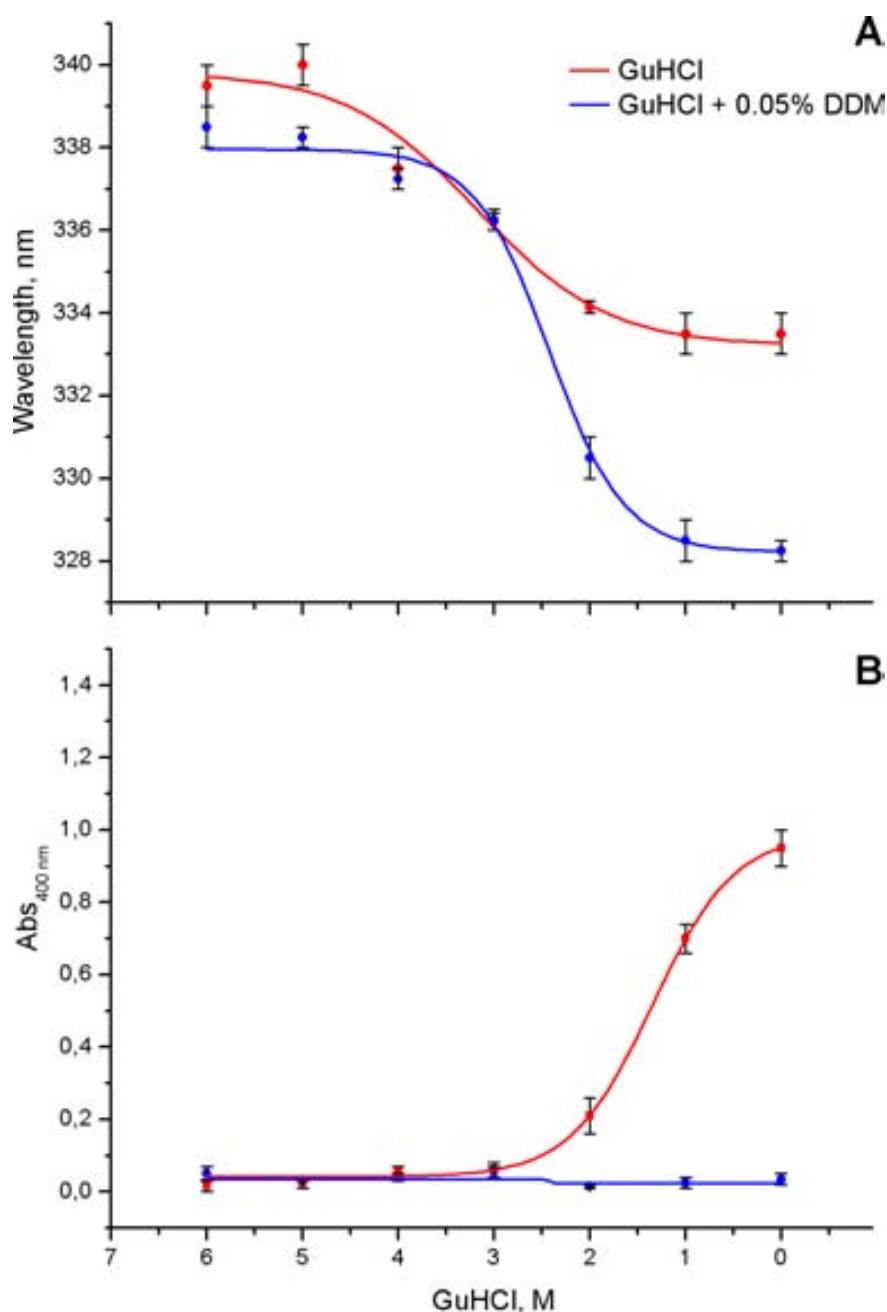 A
GuHCl
GuHCl + 0.05% DDM
340
338
336
334
332
330
328
Wavelength, nm
B
1,4
1,2
1,0
0,8
0,6
0,4
0,2
0,0
Abs400 nm
7 6 5 4 3 2 1 0
GuHCl, M